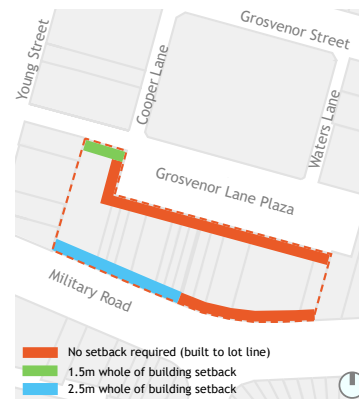 Grosvenor Street
Young Street
Cooper Lane
Waters Lane
Grosvenor Lane Plaza
Military Road
No setback required (built to lot line)
1.5m whole of building setback
2.5m whole of building setback